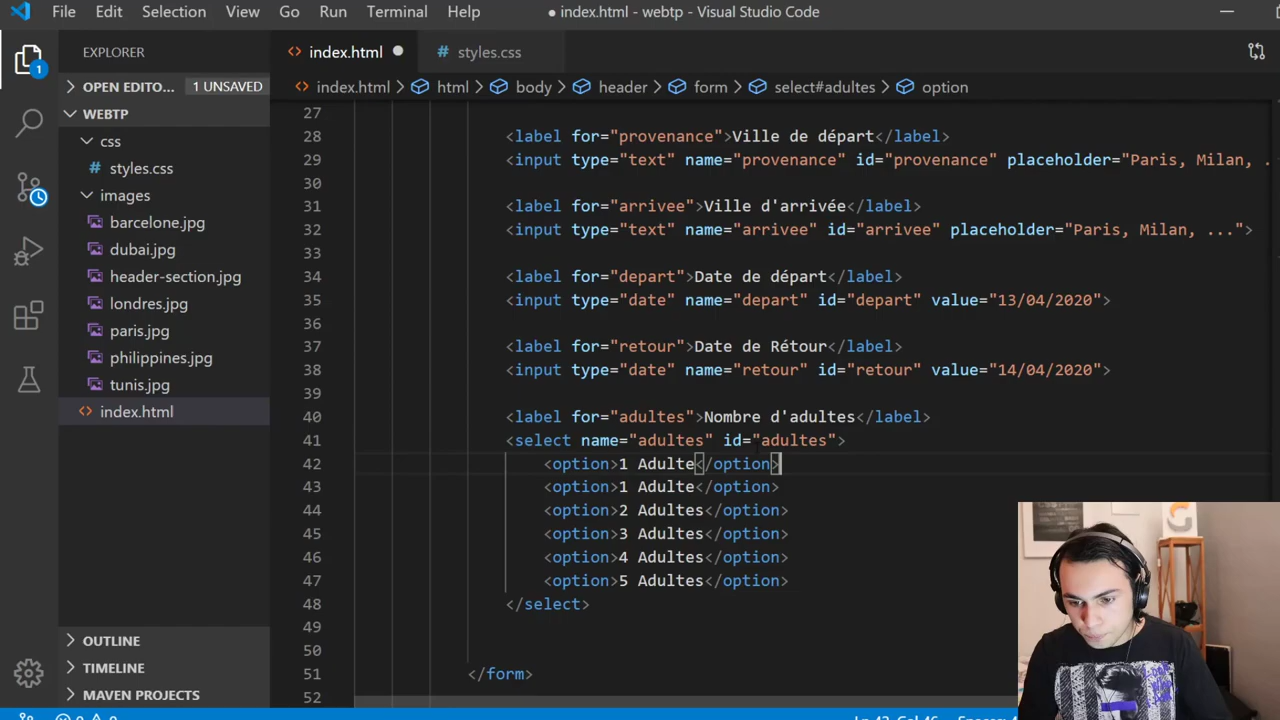 File Edit Selection View Go Run Terminal Help ● index.html - webtp - Visual Studio Code
EXPLORER
index.html
styles.css
OPEN EDITO... 1 UNSAVED
index.html > html > body > header > form > select#adultes > option
1
WEBTP
css
styles.css
images
barcelone.jpg
dubai.jpg
header-section.jpg
londres.jpg
paris.jpg
philippines.jpg
tunis.jpg
index.html
OUTLINE
TIMELINE
MAVEN PROJECTS
27
28 <label for="provenance">Ville de départ</label>
29 <input type="text" name="provenance" id="provenance" placeholder="Paris, Milan, ..
30
31 <label for="arrivee">Ville d'arrivée</label>
32 <input type="text" name="arrivee" id="arrivee" placeholder="Paris, Milan, ...">
33
34 <label for="depart">Date de départ</label>
35 <input type="date" name="depart" id="depart" value="13/04/2020">
36
37 <label for="retour">Date de Rétour</label>
38 <input type="date" name="retour" id="retour" value="14/04/2020">
39
40 <label for="adultes">Nombre d'adultes</label>
41 <select name="adultes" id="adultes">
42 <option>1 Adulte</option>
43 <option>1 Adulte</option>
44 <option>2 Adultes</option>
45 <option>3 Adultes</option>
46 <option>4 Adultes</option>
47 <option>5 Adultes</option>
48 </select>
49
50
51 </form>
52